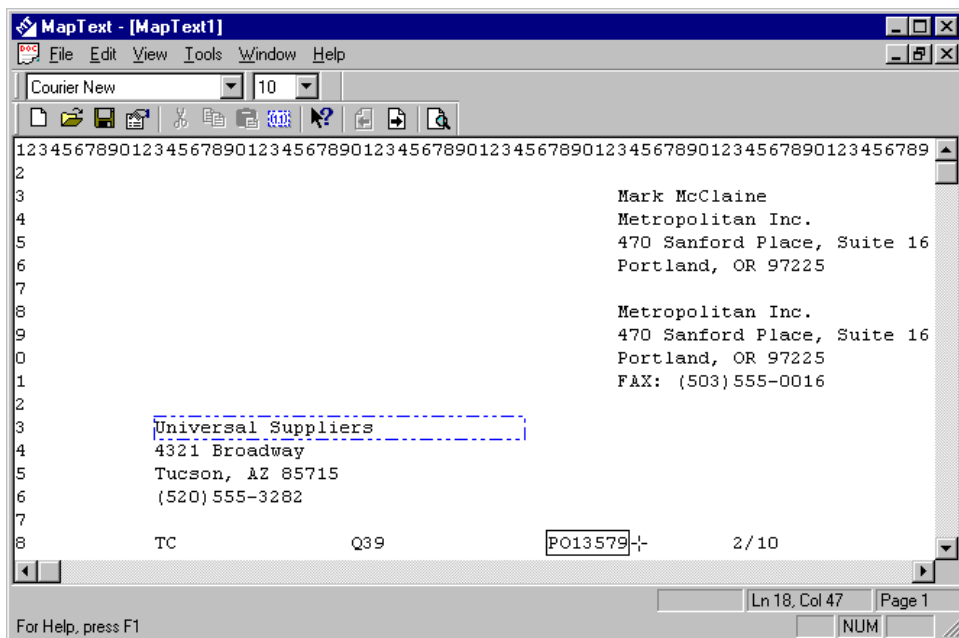 MapText - [MapText1]
File Edit View Tools Window Help
Courier New 10
1234567890123456789012345678901234567890123456789012345678901234567890123456789
2
3 Mark McClaine
4 Metropolitan Inc.
5 470 Sanford Place, Suite 16
6 Portland, OR 97225
7
8 Metropolitan Inc.
9 470 Sanford Place, Suite 16
0 Portland, OR 97225
1 FAX: (503)555-0016
2
3 Universal Suppliers
4 4321 Broadway
5 Tucson, AZ 85715
6 (520)555-3282
7
8 TC Q39 PO13579 2/10
Ln 18, Col 47 Page 1
For Help, press F1 NUM